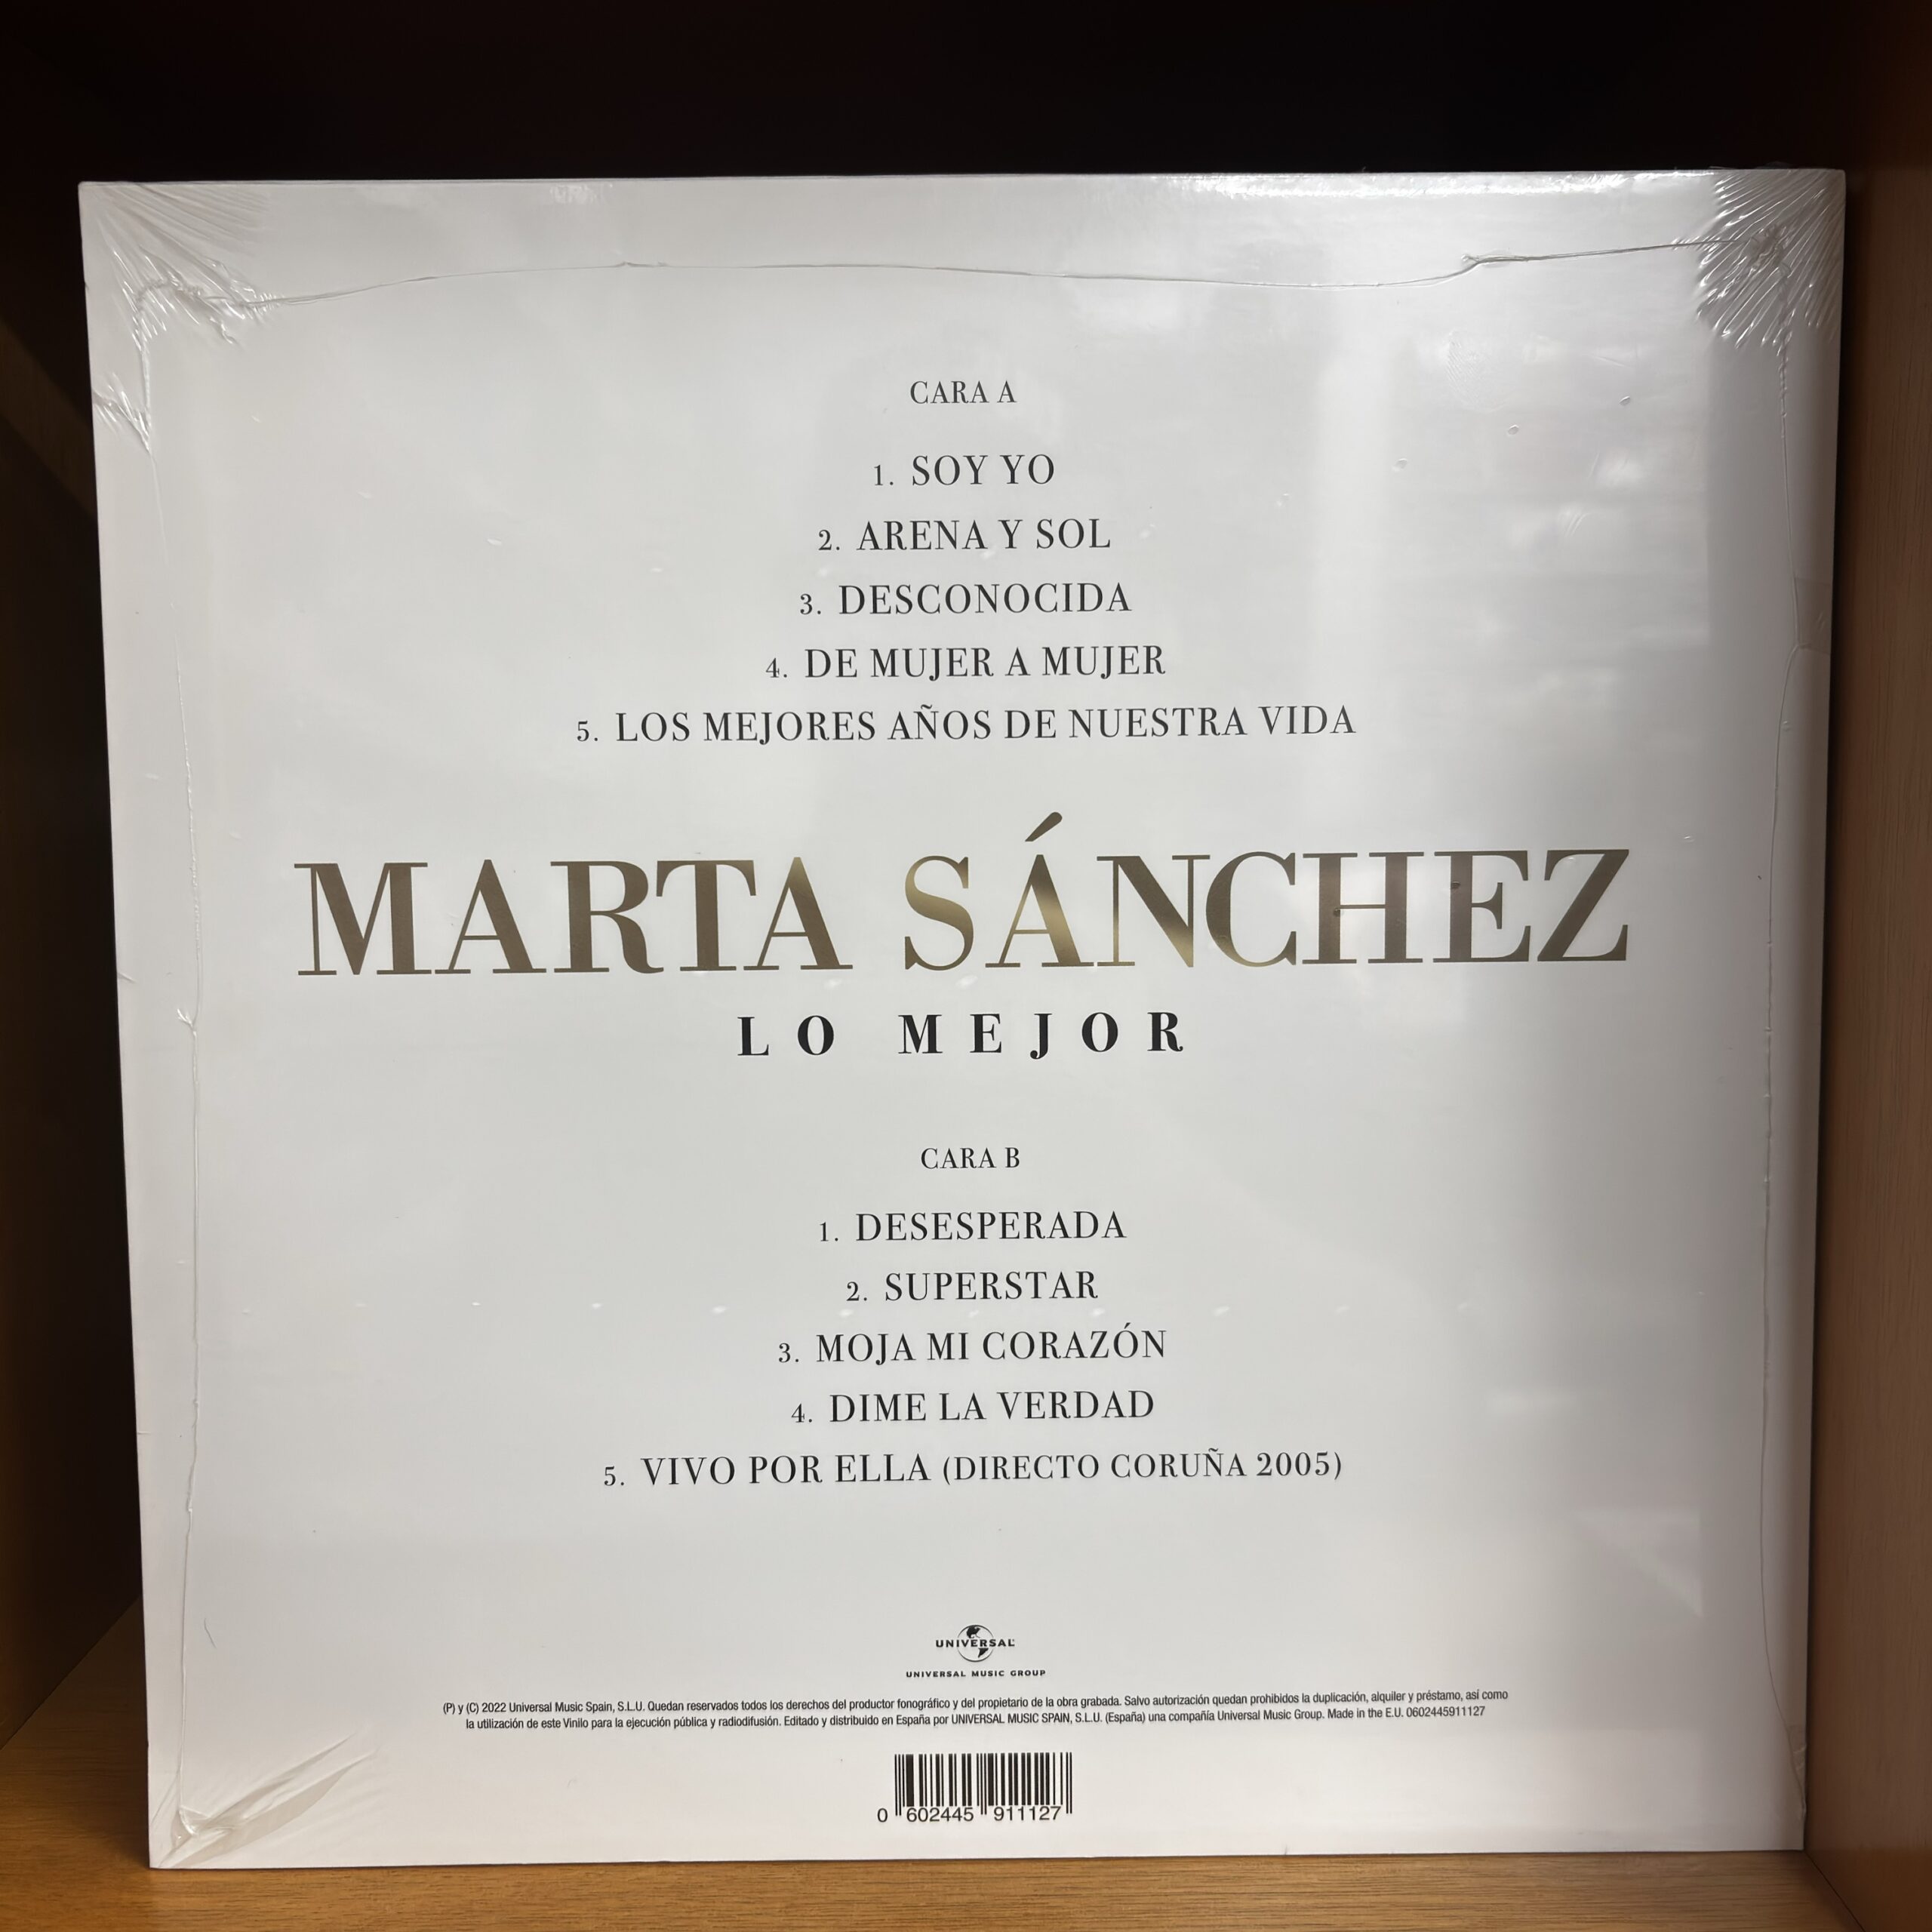 CARA A
1. SOY YO
2. ARENA Y SOL
3. DESCONOCIDA
4. DE MUJER A MUJER
5. LOS MEJORES AÑOS DE NUESTRA VIDA
MARTA SÁNCHEZ
LO MEJOR
CARA B
1. DESESPERADA
2. SUPERSTAR
3. MOJA MI CORAZÓN
4. DIME LA VERDAD
5. VIVO POR ELLA (DIRECTO CORUÑA 2005)
UNIVERSAL
UNIVERSAL MUSIC GROUP
(P) y (C) 2022 Universal Music Spain, S.L.U. Quedan reservados todos los derechos del productor fonográfico y del propietario de la obra grabada. Salvo autorización quedan prohibidos la duplicación, alquiler y préstamo, así como
la utilización de este Vinilo para la ejecución pública y radiodifusión. Editado y distribuido en España por UNIVERSAL MUSIC SPAIN, S.L.U. (España) una compañía Universal Music Group. Made in the E.U. 0602445911127
0 602445 911127